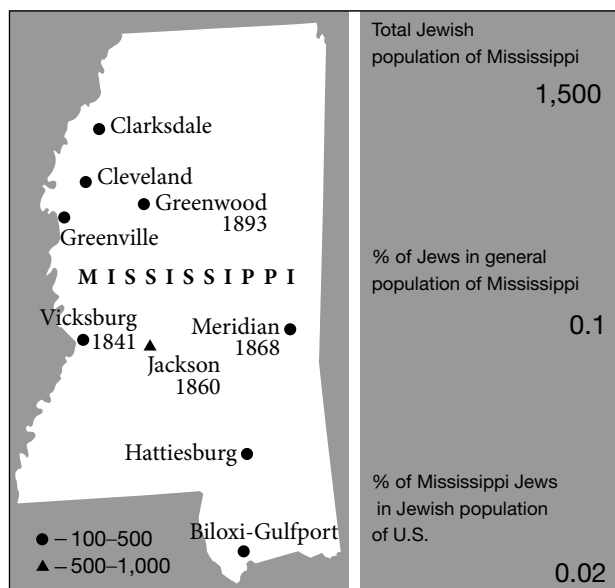 Clarksdale
Cleveland
Greenwood
1893
Greenville
MISSISSIPPI
Vicksburg
1841
Meridian
1868
Jackson
1860
Hattiesburg
Biloxi-Gulfport
– 100–500
– 500–1,000
Total Jewish
population of Mississippi
1,500
% of Jews in general
population of Mississippi
0.1
% of Mississippi Jews
in Jewish population
of U.S.
0.02